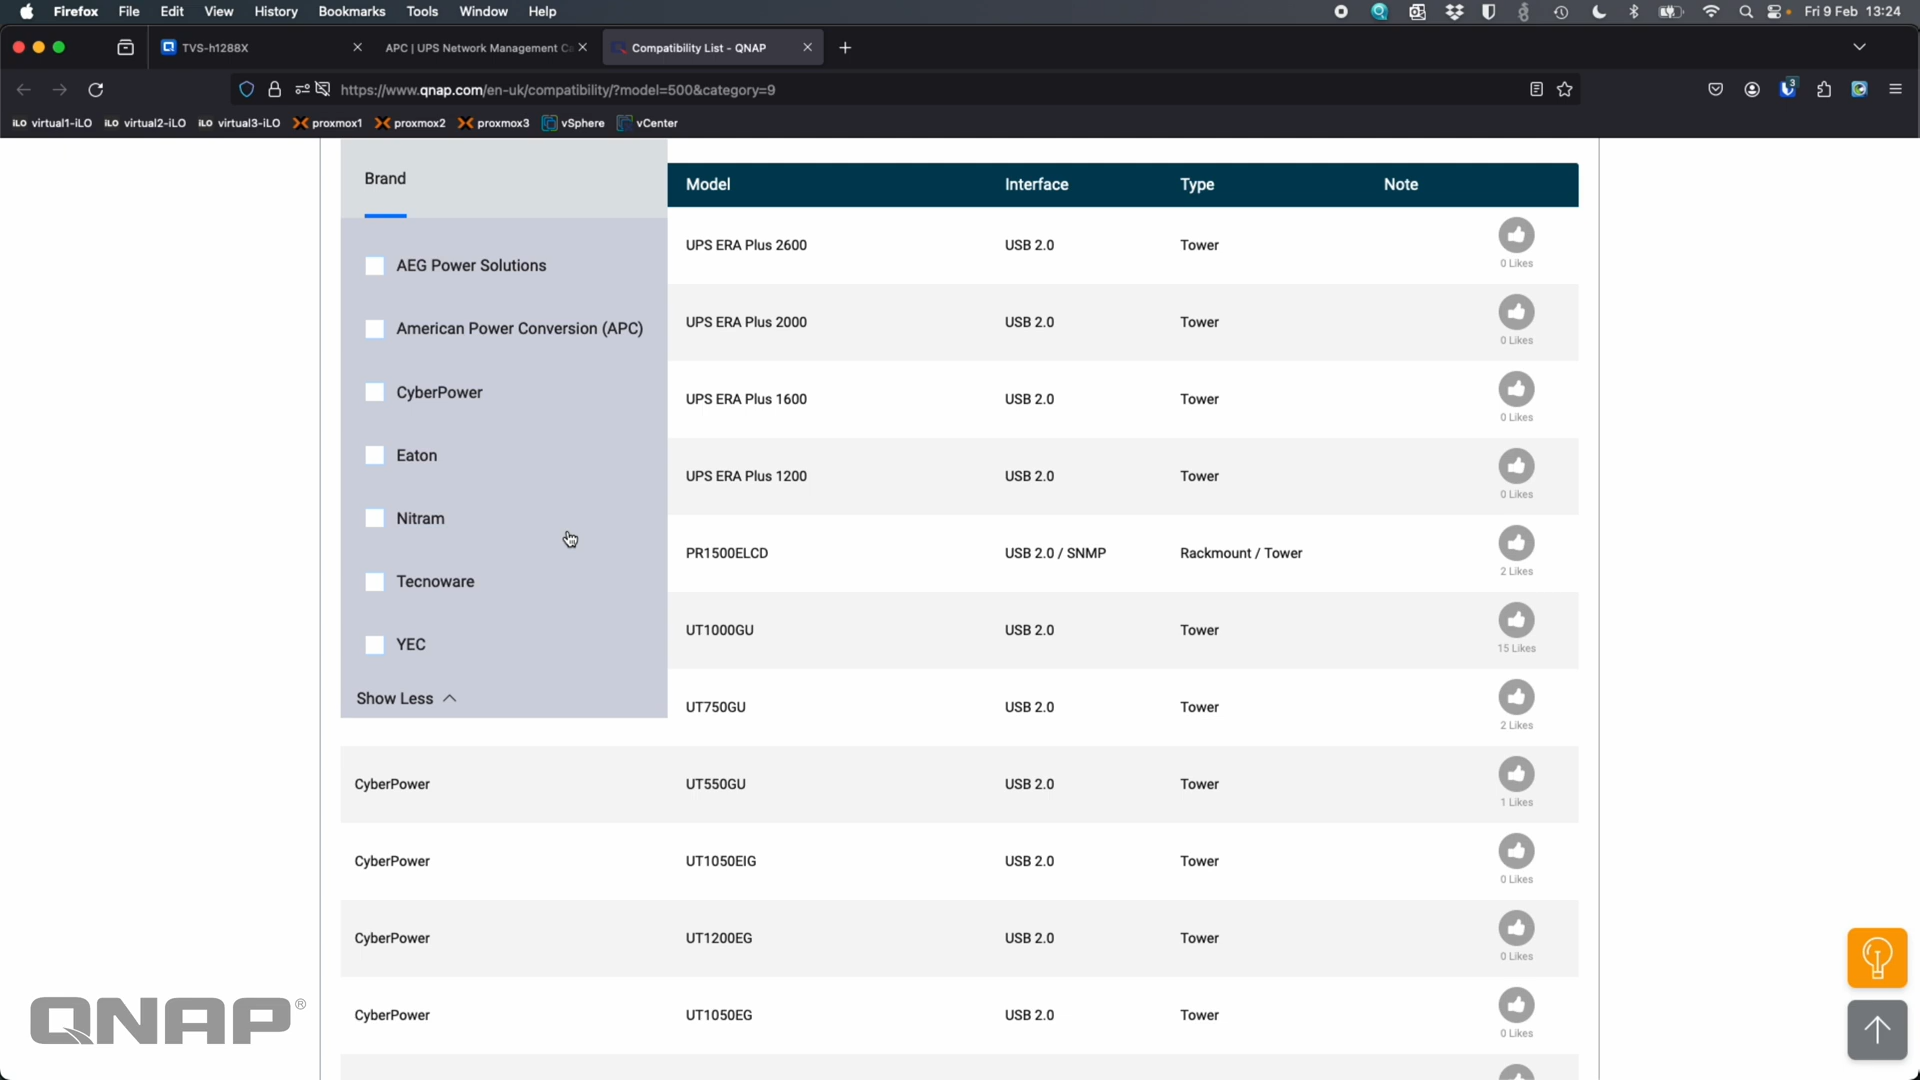 Firefox File Edit View History Bookmarks Tools Window Help Fri 9 Feb 13:24
TVS-h1288X APC | UPS Network Management C Compatibility List - QNAP
https://www.qnap.com/en-uk/compatibility/?model=500&category=9 3
iLO virtual1-iLO iLO virtual2-iLO iLO virtual3-iLO proxmox1 proxmox2 proxmox3 vSphere vCenter
Brand
AEG Power Solutions
American Power Conversion (APC)
CyberPower
Eaton
Nitram
Tecnoware
YEC
Show Less
Model Interface Type Note
UPS ERA Plus 2600 USB 2.0 Tower
0 Likes
UPS ERA Plus 2000 USB 2.0 Tower
0 Likes
UPS ERA Plus 1600 USB 2.0 Tower
0 Likes
UPS ERA Plus 1200 USB 2.0 Tower
0 Likes
PR1500ELCD USB 2.0 / SNMP Rackmount / Tower
2 Likes
UT1000GU USB 2.0 Tower
15 Likes
UT750GU USB 2.0 Tower
2 Likes
CyberPower UT550GU USB 2.0 Tower
1 Likes
CyberPower UT1050EIG USB 2.0 Tower
0 Likes
CyberPower UT1200EG USB 2.0 Tower
0 Likes
CyberPower UT1050EG USB 2.0 Tower
0 Likes
QNAP®